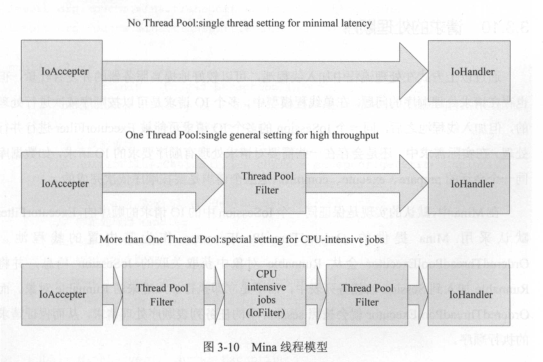 No Thread Pool:single thread setting for minimal latency
IoAccepter
IoHandler
One Thread Pool:single general setting for high throughput
IoAccepter
Thread Pool
Filter
IoHandler
More than One Thread Pool:special setting for CPU-intensive jobs
IoAccepter
Thread Pool
Filter
CPU
intensive
jobs
(IoFilter)
Thread Pool
Filter
IoHandler
图 3-10 Mina 线程模型